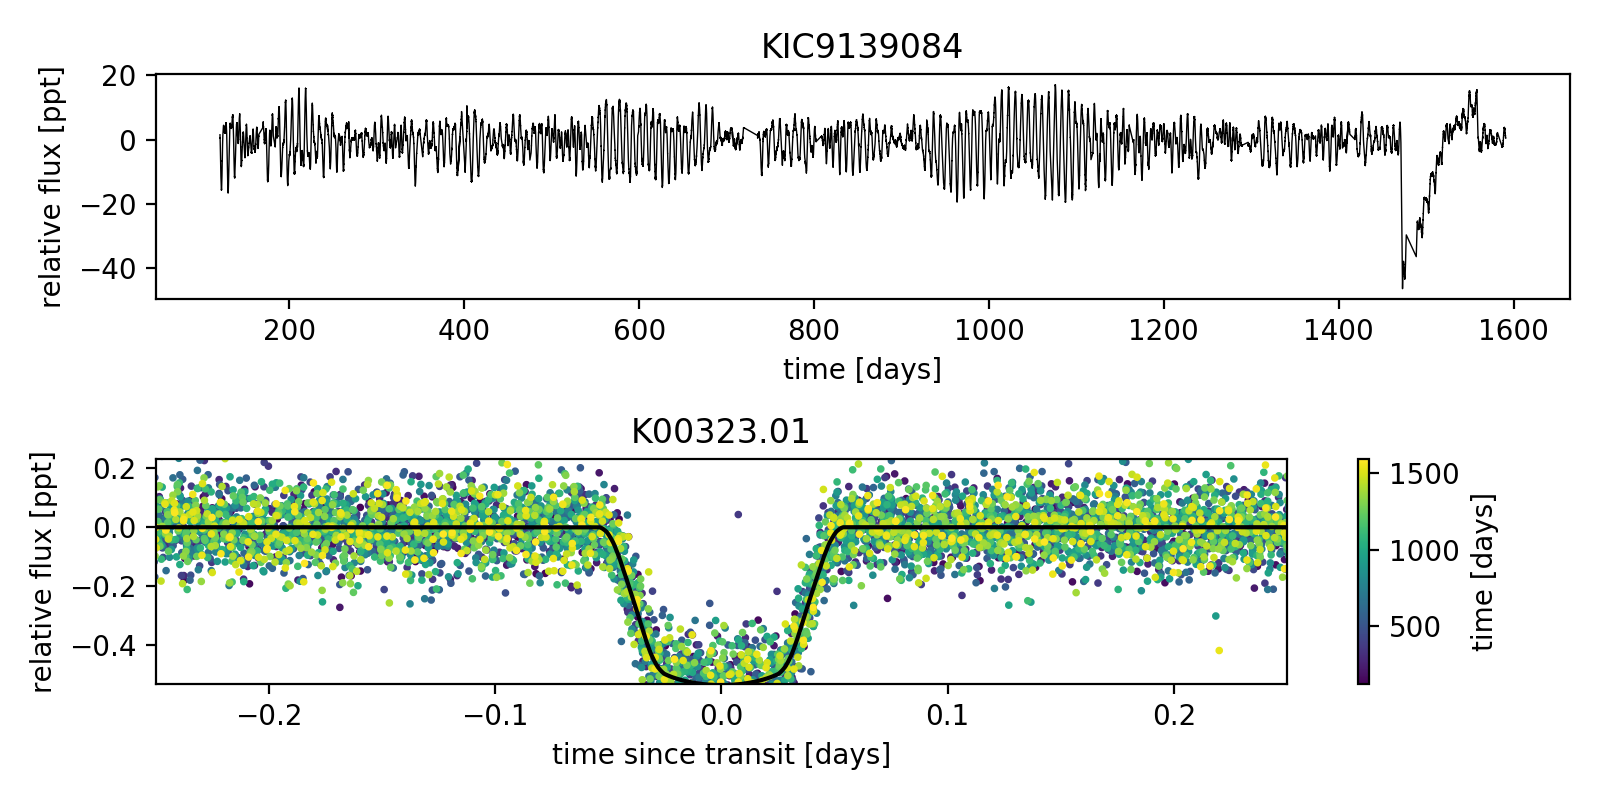 KIC9139084
relative flux [ppt]
20
0
−20
−40
200 400 600 800 1000 1200 1400 1600
time [days]
K00323.01
relative flux [ppt]
0.2
0.0
−0.2
−0.4
−0.2 −0.1 0.0 0.1 0.2
time since transit [days]
1500
1000
500
time [days]